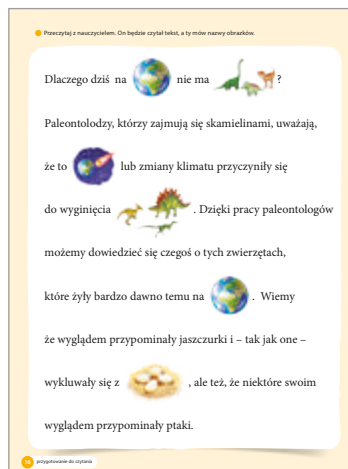 Przeczytaj z nauczycielem. On będzie czytał tekst, a ty mów nazwy obrazków.
Dlaczego dziś na nie ma ?
Paleontolodzy, którzy zajmują się skamielinami, uważają,
że to lub zmiany klimatu przyczyniły się
do wyginięcia . Dzięki pracy paleontologów
możemy dowiedzieć się czegoś o tych zwierzętach,
które żyły bardzo dawno temu na . Wiemy
że wyglądem przypominały jaszczurki i – tak jak one –
wykluwały się z , ale też, że niektóre swoim
wyglądem przypominały ptaki.
przygotowanie do czytania